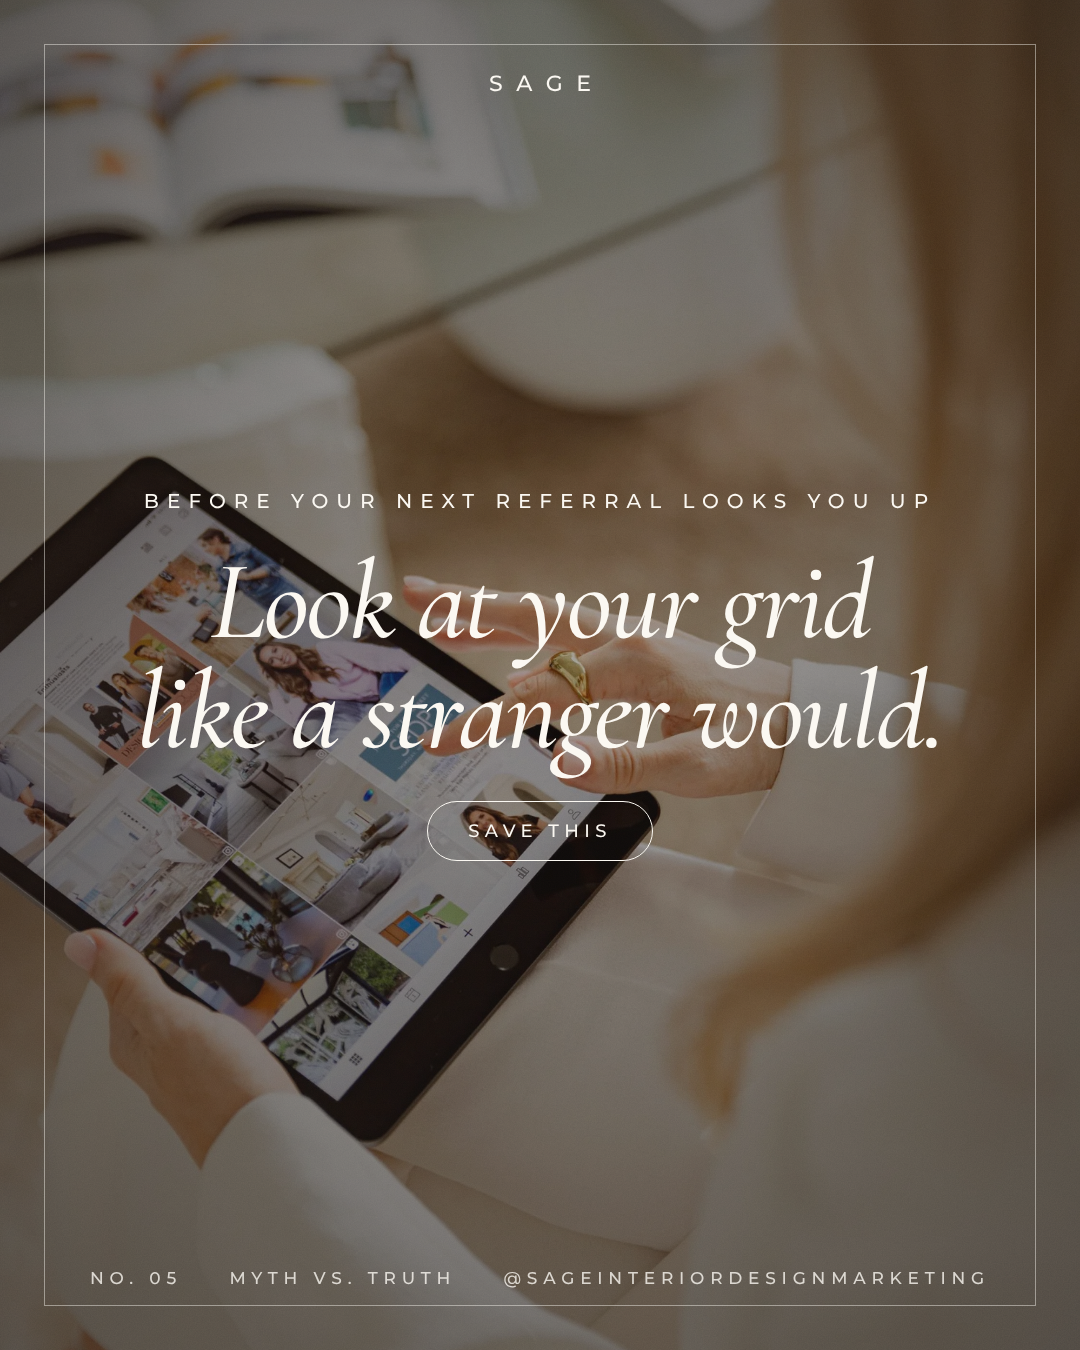 SAGE
BEFORE YOUR NEXT REFERRAL LOOKS YOU UP
Look at your grid
like a stranger would.
SAVE THIS
NO. 05 MYTH VS. TRUTH @SAGEINTERIORDESIGNMARKETING